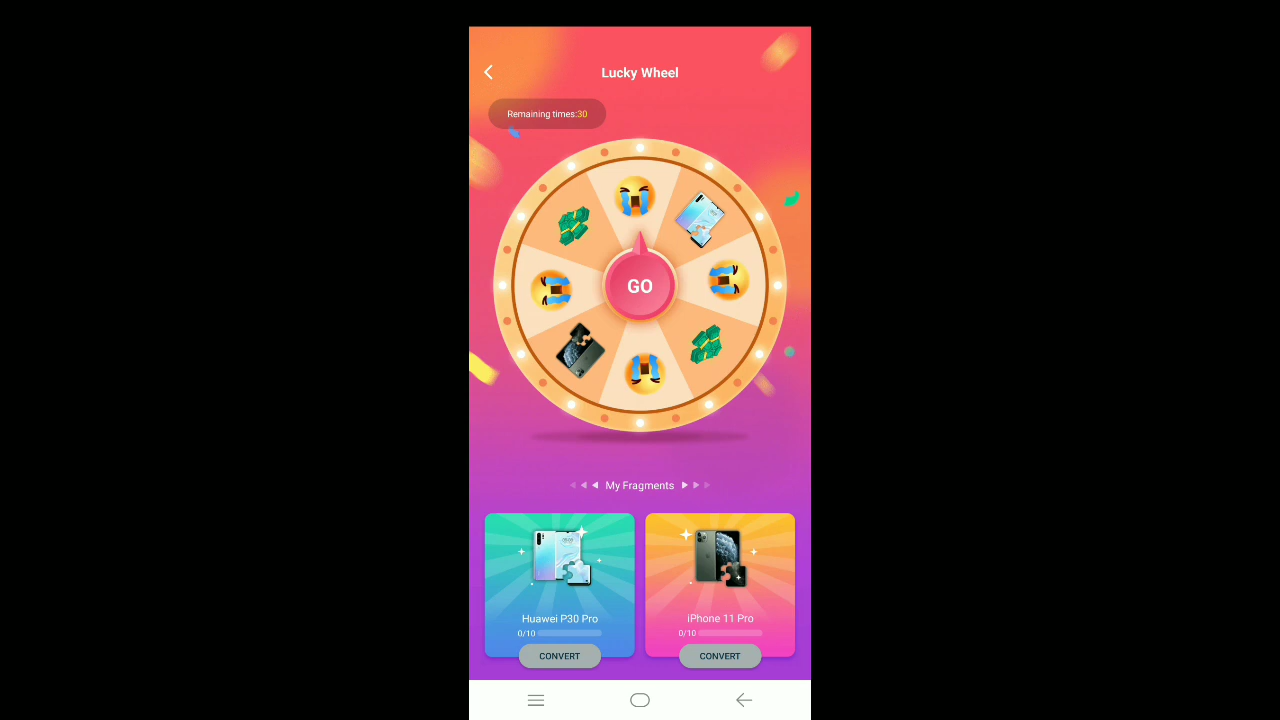 Lucky Wheel
Remaining times:30
GO
My Fragments
Huawei P30 Pro
0/10
CONVERT
iPhone 11 Pro
0/10
CONVERT